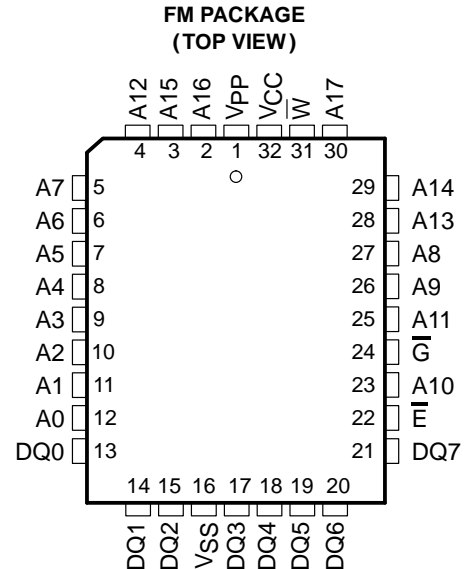 FM PACKAGE
(TOP VIEW)
A12 A15 A16 VPP VCC W̅ A17
4 3 2 1 32 31 30
A7 5 29 A14
A6 6 28 A13
A5 7 27 A8
A4 8 26 A9
A3 9 25 A11
A2 10 24 G̅
A1 11 23 A10
A0 12 22 E̅
DQ0 13 21 DQ7
14 15 16 17 18 19 20
DQ1 DQ2 VSS DQ3 DQ4 DQ5 DQ6